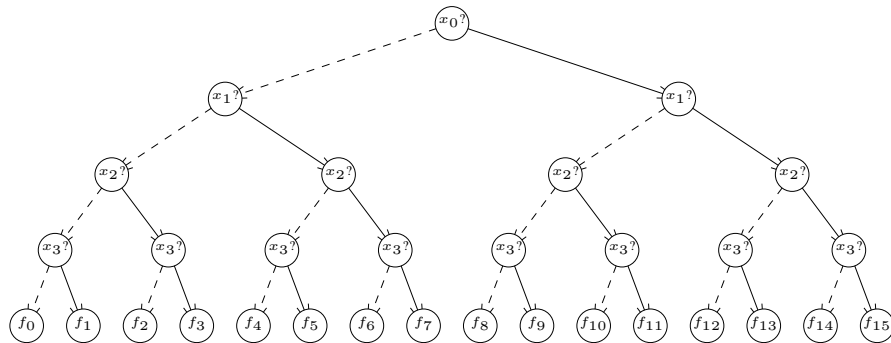 x₀?
x₁? x₁?
x₂? x₂? x₂? x₂?
x₃? x₃? x₃? x₃? x₃? x₃? x₃? x₃?
f₀ f₁ f₂ f₃ f₄ f₅ f₆ f₇ f₈ f₉ f₁₀ f₁₁ f₁₂ f₁₃ f₁₄ f₁₅